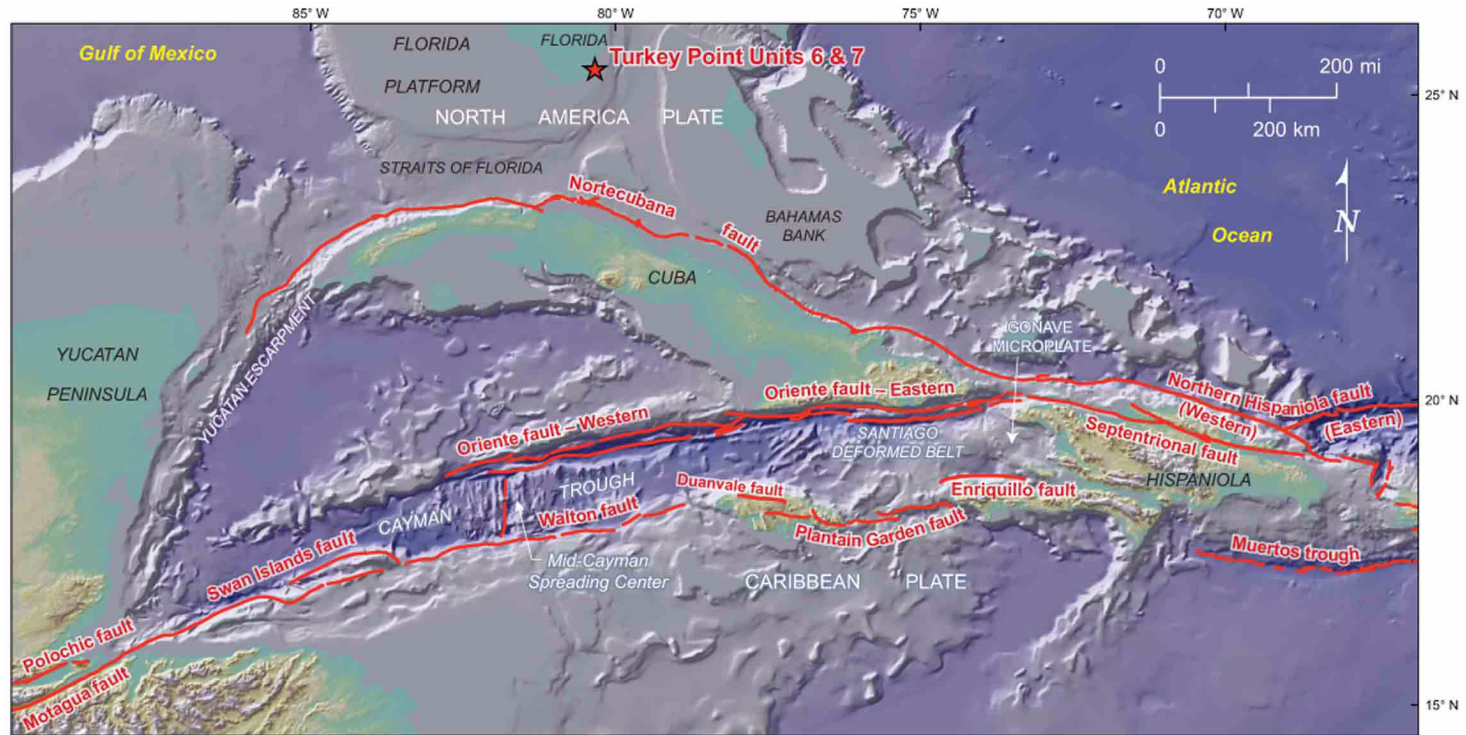 85° W
80° W
75° W
70° W
Gulf of Mexico
FLORIDA
PLATFORM
FLORIDA
Turkey Point Units 6 & 7
NORTH AMERICA PLATE
STRAITS OF FLORIDA
0 200 mi
0 200 km
25° N
N
Atlantic
Ocean
Nortecubana
fault
BAHAMAS
BANK
CUBA
YUCATAN ESCARPMENT
YUCATAN
PENINSULA
GONAVE
MICROPLATE
Oriente fault – Eastern
Oriente fault – Western
Northern Hispaniola fault
(Western)
(Eastern)
20° N
Septentrional fault
SANTIAGO
DEFORMED BELT
HISPANIOLA
TROUGH
CAYMAN
Duanvale fault
Enriquillo fault
Walton fault
Plantain Garden fault
Swan Islands fault
Mid-Cayman
Spreading Center
CARIBBEAN PLATE
Muertos trough
Polochic fault
Motagua fault
15° N